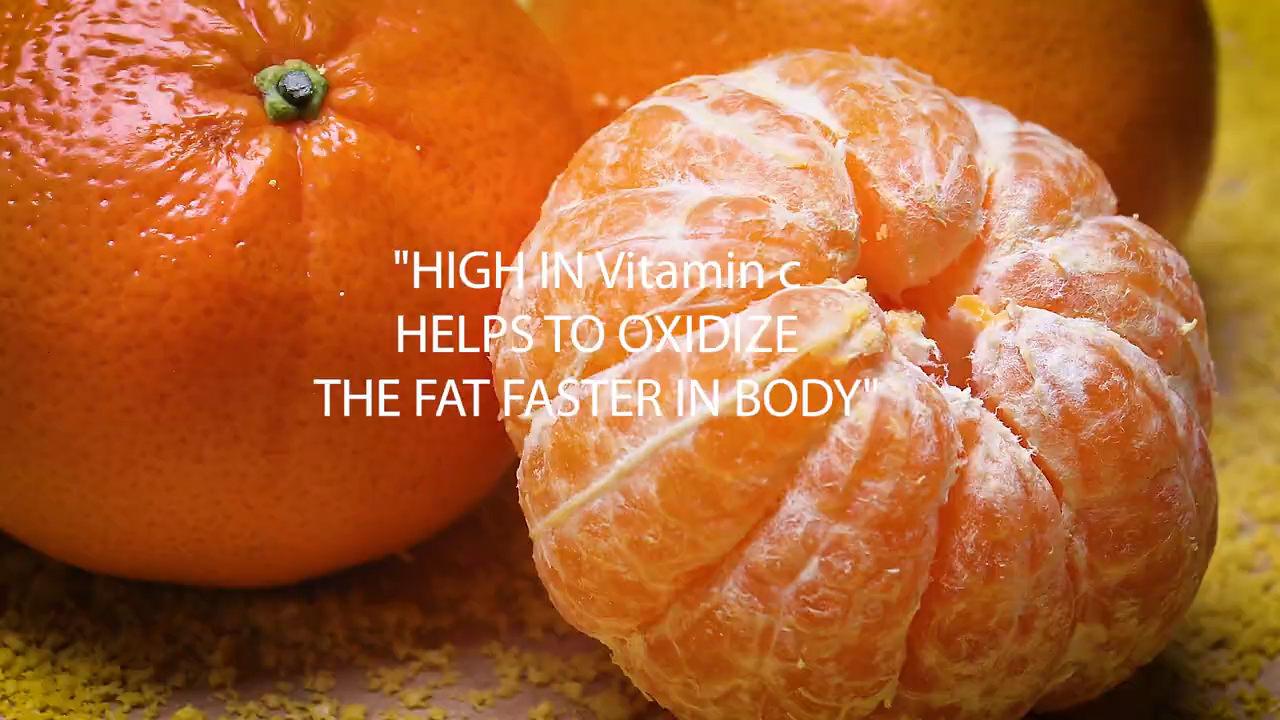 "HIGH IN Vitamin c
HELPS TO OXIDIZE
THE FAT FASTER IN BODY"